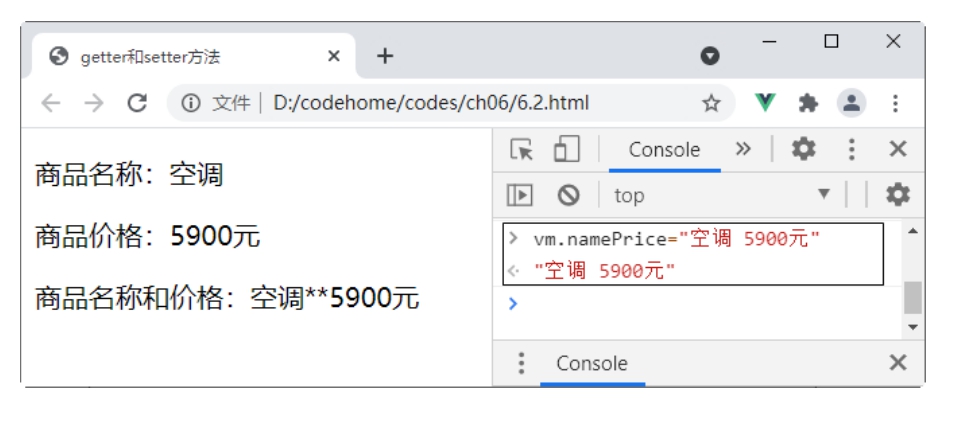 getter和setter方法
文件 D:/codehome/codes/ch06/6.2.html
商品名称：空调
商品价格：5900元
商品名称和价格：空调**5900元
Console
top
vm.namePrice="空调 5900元"
"空调 5900元"
Console